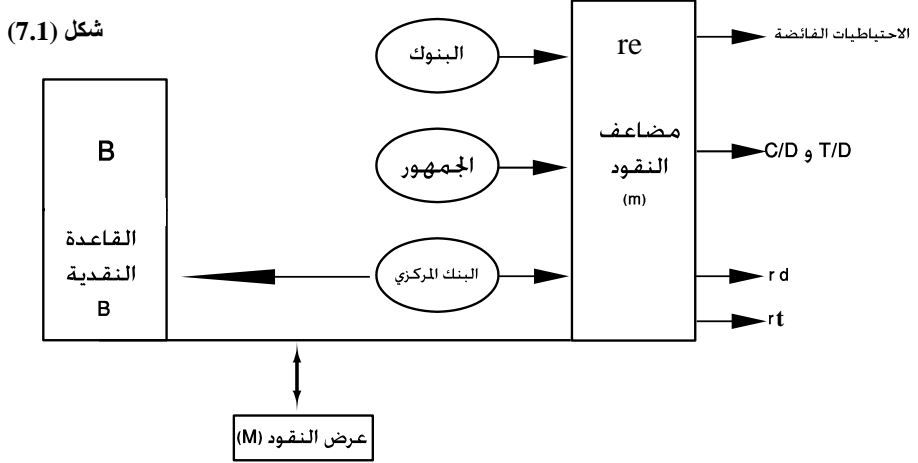 شكل (7.1)
الاحتياطيات الفائضة
re
البنوك
مضاعف
النقود
(m)
C/D و T/D
الجمهور
B
القاعدة
النقدية
B
البنك المركزي
r d
rt
عرض النقود (M)